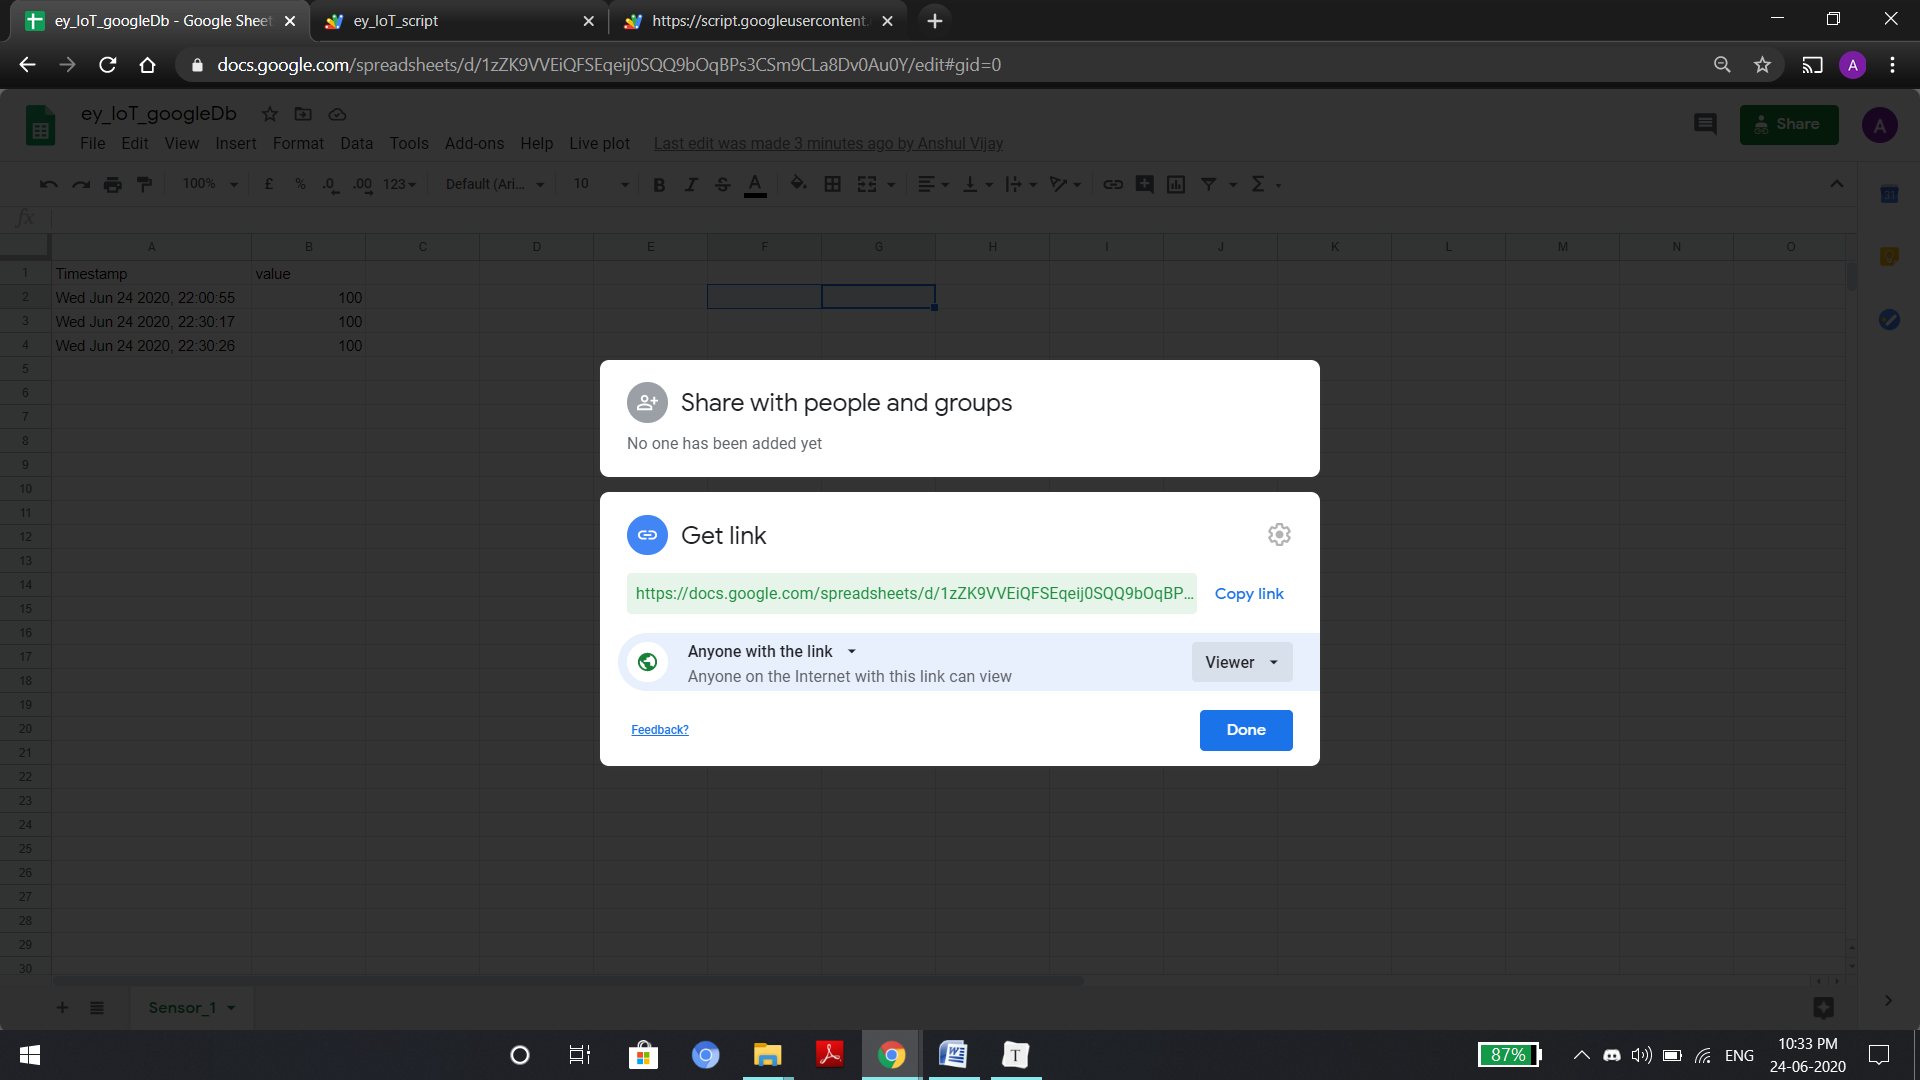 ey_IoT_googleDb - Google Sheet
ey_IoT_script
https://script.googleusercontent.
docs.google.com/spreadsheets/d/1zZK9VVEiQFSEqeij0SQQ9bOqBPs3CSm9CLa8Dv0Au0Y/edit#gid=0
A
ey_IoT_googleDb
Share
A
File Edit View Insert Format Data Tools Add-ons Help Live plot Last edit was made 3 minutes ago by Anshul Vijay
100% £ % .0 .00 123 Default (Ari... 10 B I S A Σ
fx
31
A B C D E F G H I J K L M N O
1 Timestamp value
2 Wed Jun 24 2020, 22:00:55 100
3 Wed Jun 24 2020, 22:30:17 100
4 Wed Jun 24 2020, 22:30:26 100
5
6
7
8
9
10
11
12
13
14
15
16
17
18
19
20
21
22
23
24
25
26
27
28
29
30
Share with people and groups
No one has been added yet
Get link
https://docs.google.com/spreadsheets/d/1zZK9VVEiQFSEqeij0SQQ9bOqBP...
Copy link
Anyone with the link
Anyone on the Internet with this link can view
Viewer
Feedback?
Done
Sensor_1
W
T
87%
ENG
10:33 PM
24-06-2020